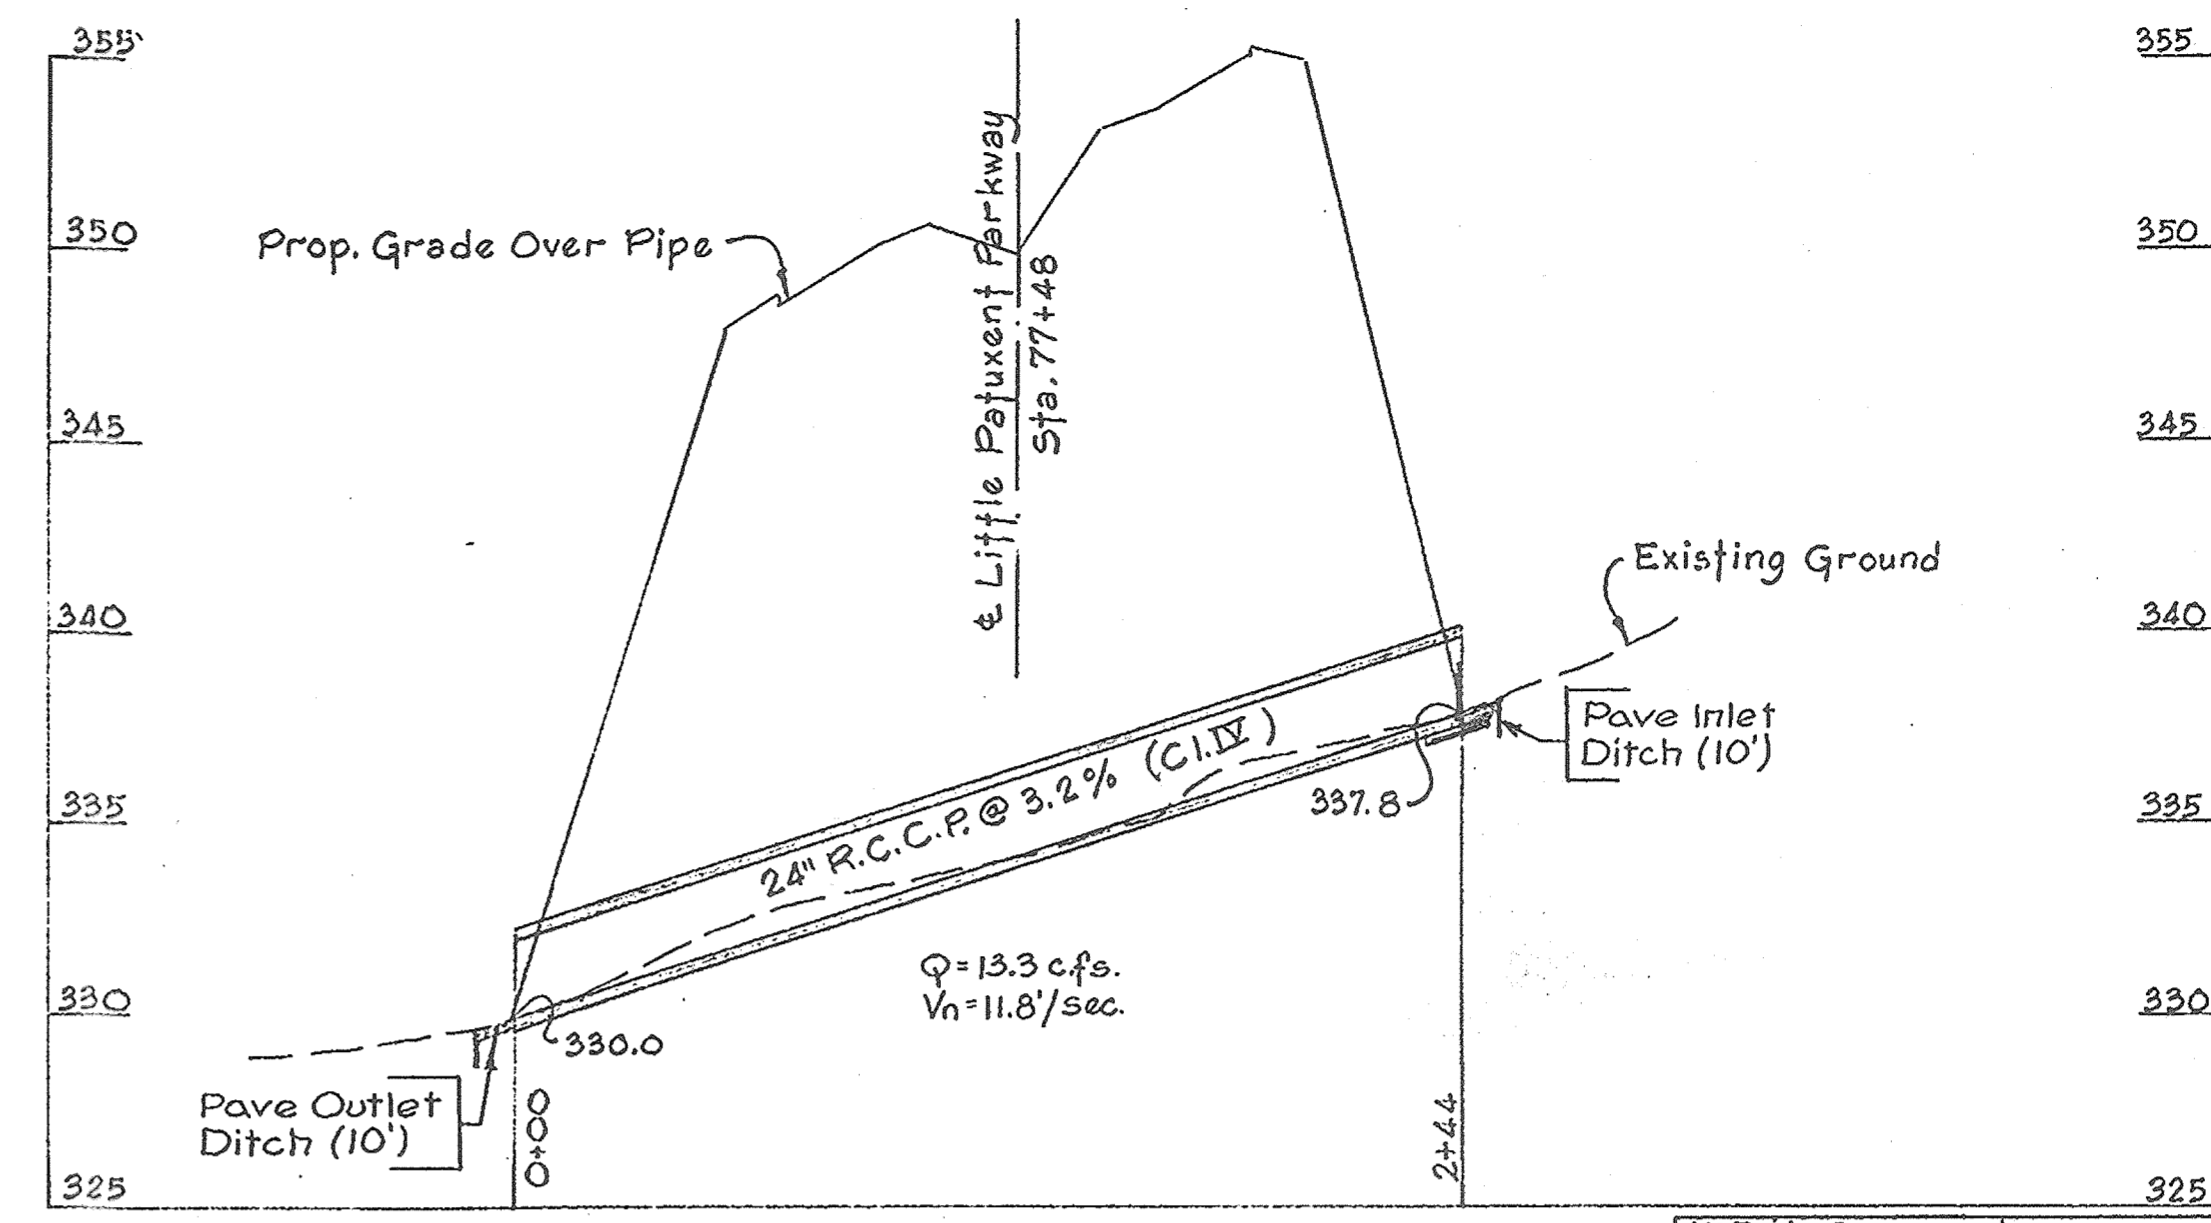 355'
355
Prop. Grade Over Pipe
350
350
℄ Little Patuxent Parkway
Sta. 77+48
345
345
Existing Ground
340
340
Pave Inlet
Ditch (10')
24" R.C.C.P. @ 3.2% (Cl.IV)
337.8
335
335
Q = 13.3 c.f.s.
Vn = 11.8'/sec.
330
330
330.0
Pave Outlet
Ditch (10')
0+00
2+44
325
325